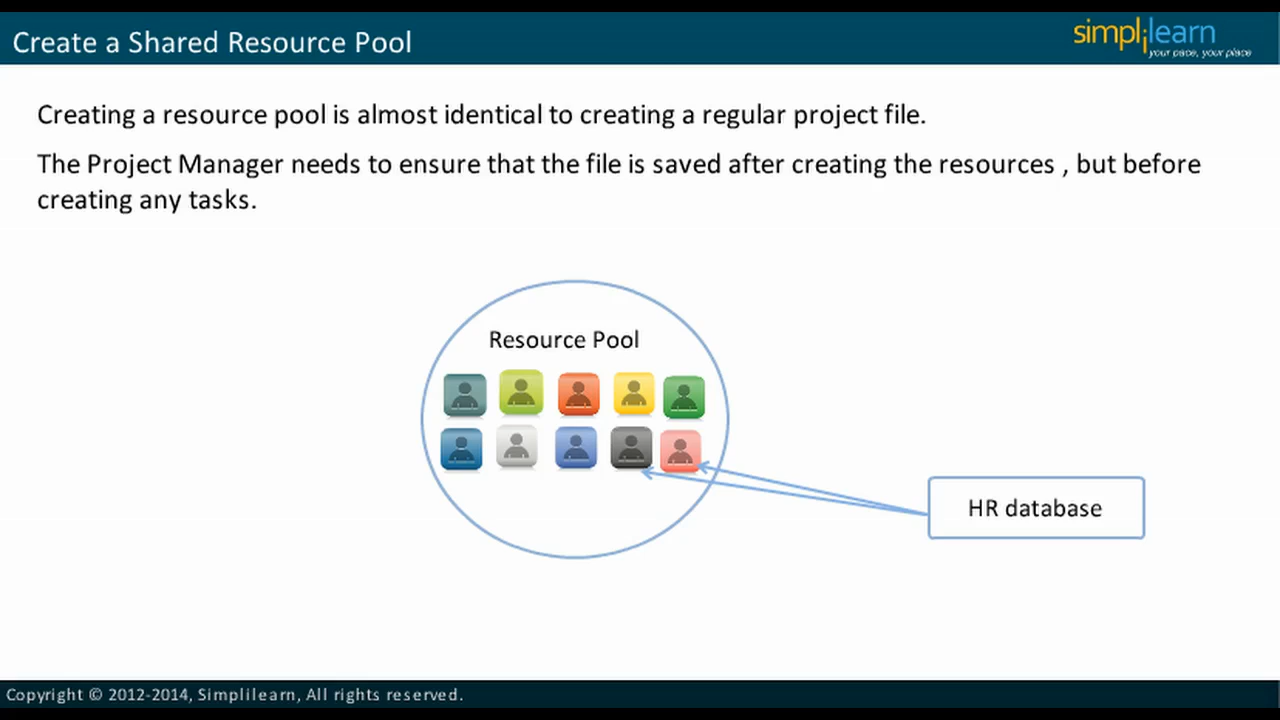 Create a Shared Resource Pool
simplilearn
your pace, your place
Creating a resource pool is almost identical to creating a regular project file.
The Project Manager needs to ensure that the file is saved after creating the resources , but before
creating any tasks.
Resource Pool
HR database
Copyright © 2012-2014, Simplilearn, All rights reserved.